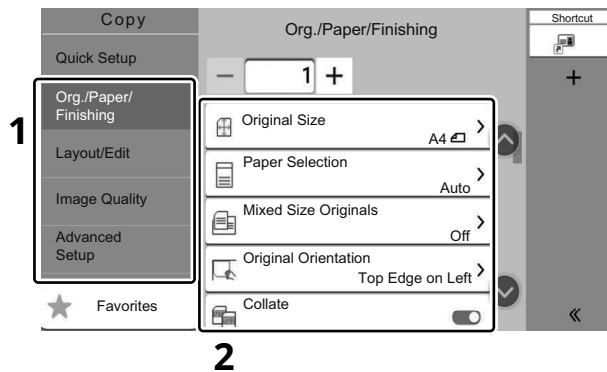 Copy
Quick Setup
Org./Paper/
Finishing
Layout/Edit
Image Quality
Advanced
Setup
Favorites
1
Org./Paper/Finishing
− 1 +
Original Size
A4
Paper Selection
Auto
Mixed Size Originals
Off
Original Orientation
Top Edge on Left
Collate
2
Shortcut
+
«